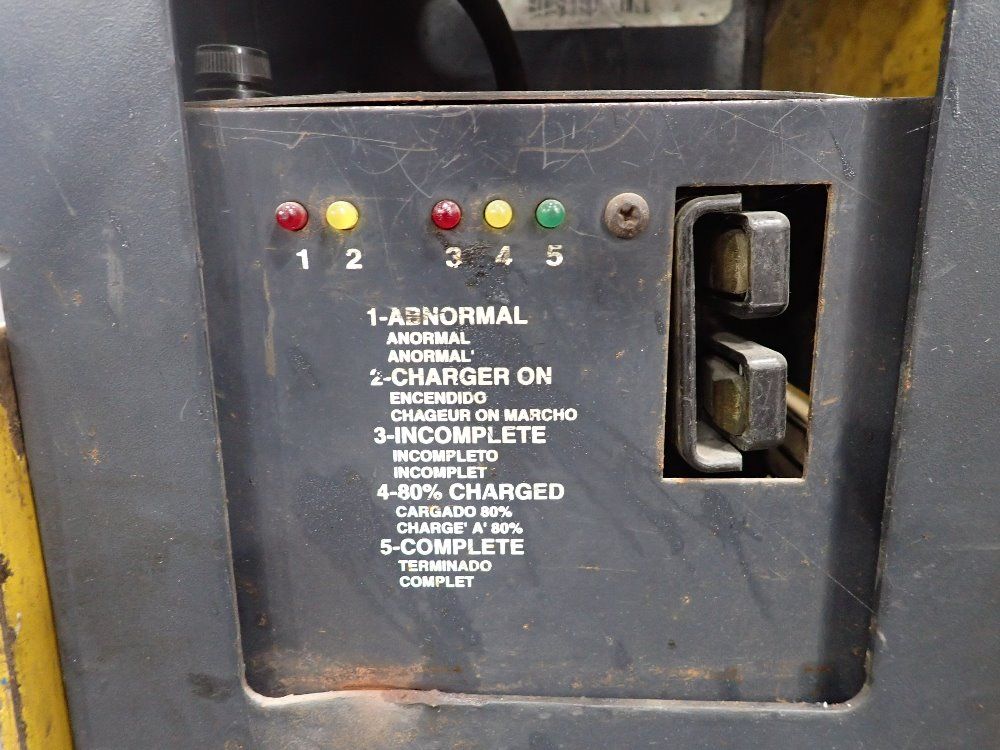 1 2 3 4 5
1-ABNORMAL
ANORMAL
ANORMAL'
2-CHARGER ON
ENCENDIDO
CHAGEUR ON MARCHO
3-INCOMPLETE
INCOMPLETO
INCOMPLET
4-80% CHARGED
CARGADO 80%
CHARGE' A' 80%
5-COMPLETE
TERMINADO
COMPLET